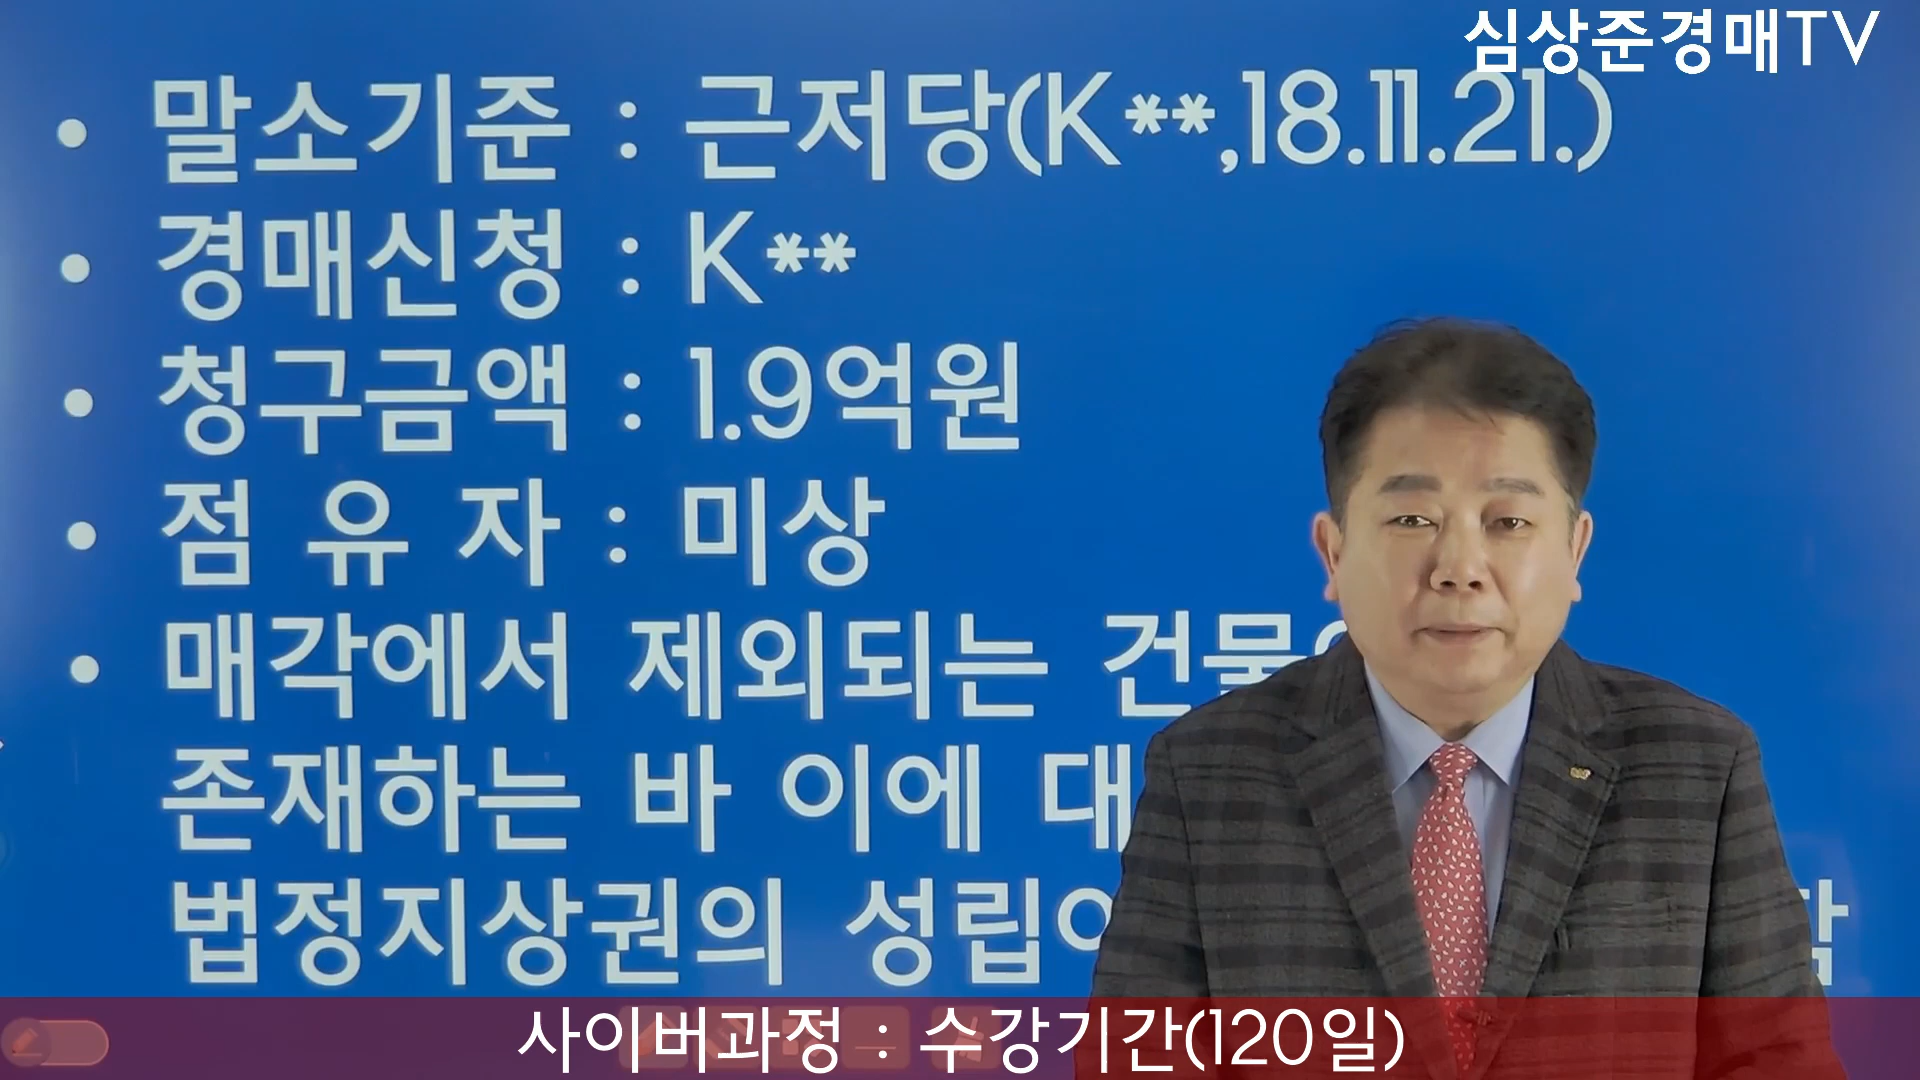 심상준경매TV
• 말소기준 : 근저당(K**,18.11.21.)
• 경매신청 : K**
• 청구금액 : 1.9억원
• 점 유 자 : 미상
• 매각에서 제외되는 건물
존재하는 바 이에 대
법정지상권의
사이버과정 : 수강기간(120일)